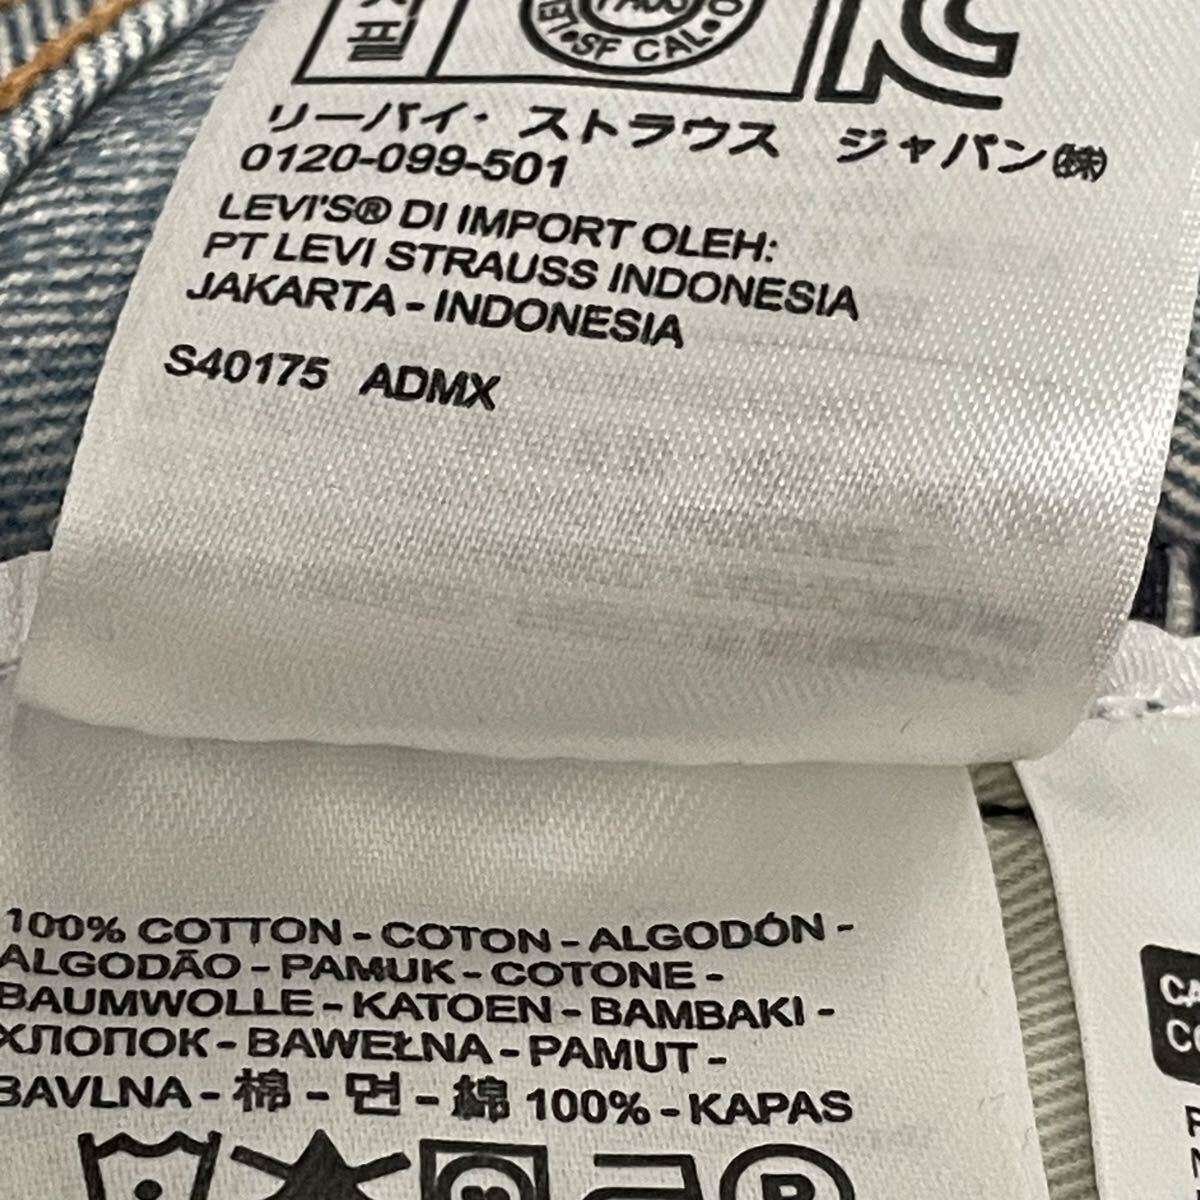 SF CAL
リーバイ・ストラウス ジャパン㈱
0120-099-501
LEVI'S® DI IMPORT OLEH:
PT LEVI STRAUSS INDONESIA
JAKARTA - INDONESIA
S40175 ADMX
100% COTTON - COTON - ALGODÓN -
ALGODÃO - PAMUK - COTONE -
BAUMWOLLE - KATOEN - BAMBAKI -
ХЛОПОК - BAWEŁNA - PAMUT -
BAVLNA - 棉 - 면 - 綿 100% - KAPAS